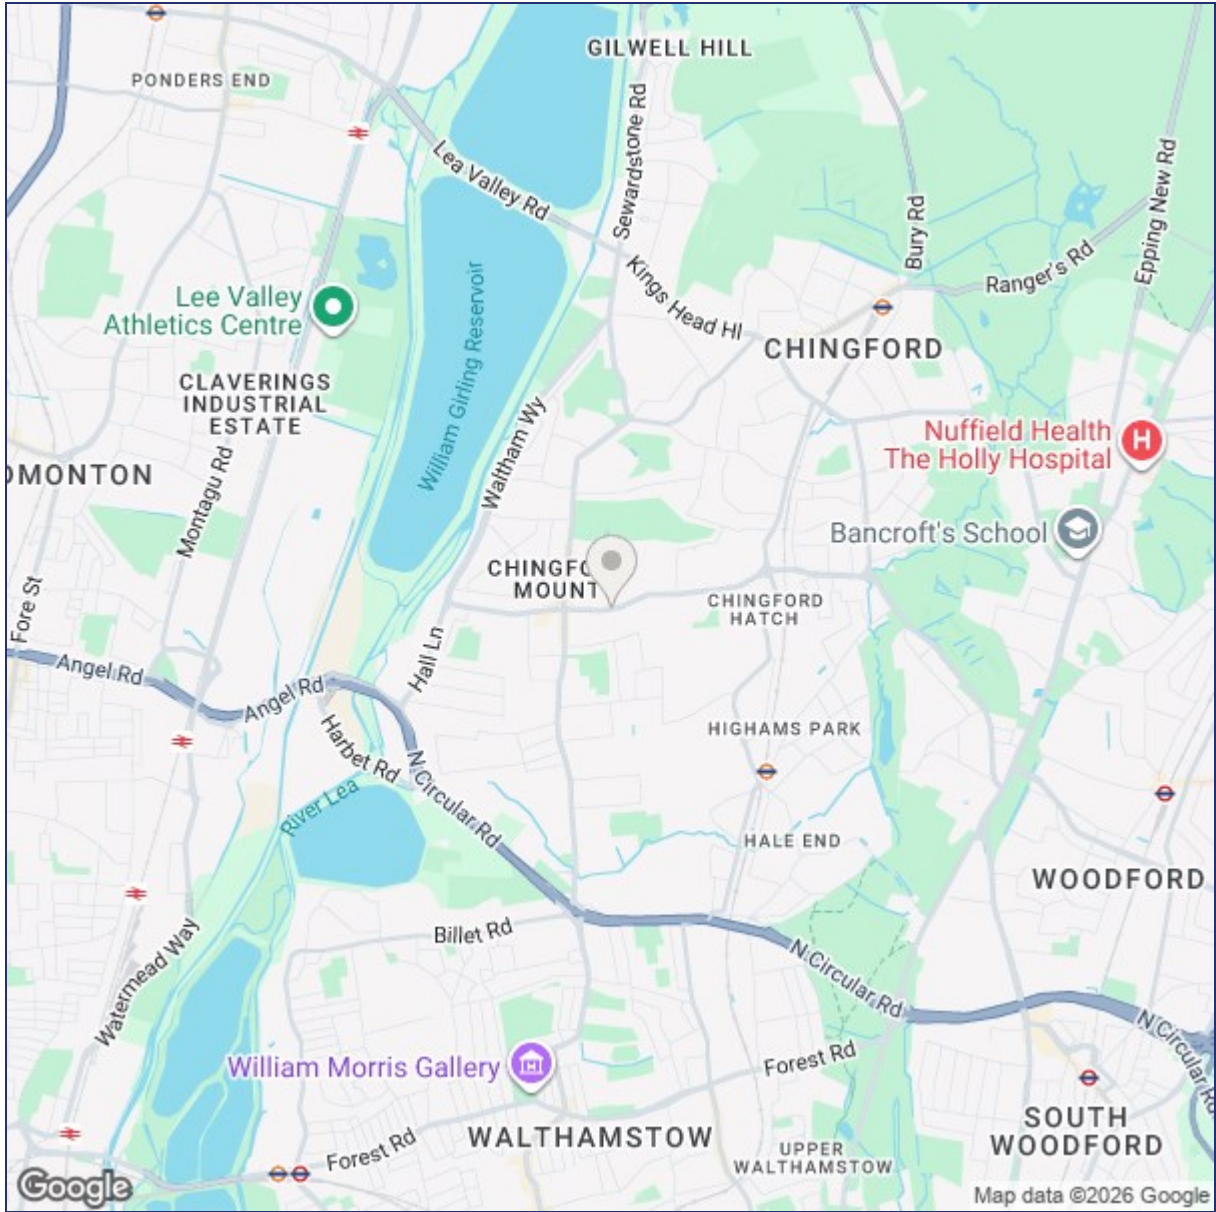 GILWELL HILL
PONDERS END
Lea Valley Rd
Sewardstone Rd
Bury Rd
Epping New Rd
Ranger's Rd
Kings Head Hl
Lee Valley
Athletics Centre
William Girling Reservoir
CHINGFORD
CLAVERINGS
INDUSTRIAL
ESTATE
Waltham Wy
Nuffield Health
The Holly Hospital
H
DMONTON
Montagu Rd
Bancroft's School
CHINGFO
MOUNT
CHINGFORD
HATCH
Fore St
Hall Ln
Angel Rd
Angel Rd
Harbet Rd
HIGHAMS PARK
N Circular Rd
River Lea
HALE END
WOODFORD
Billet Rd
Watermead Way
N Circular Rd
N Circular Rd
William Morris Gallery
Forest Rd
SOUTH
WOODFORD
WALTHAMSTOW
Forest Rd
UPPER
WALTHAMSTOW
Google
Map data ©2026 Google